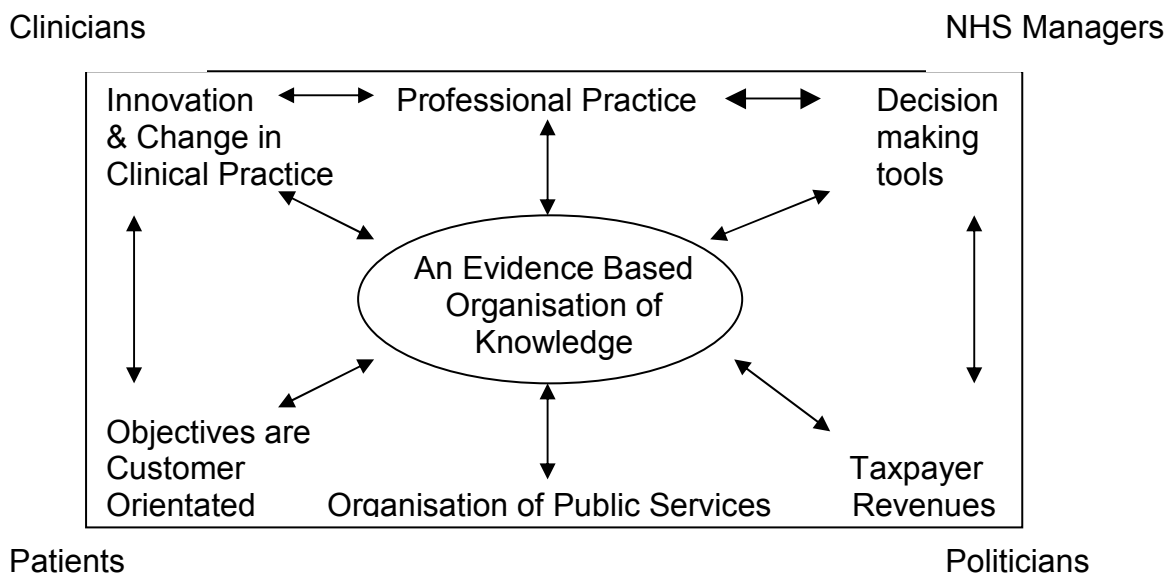 Clinicians
NHS Managers
Innovation
& Change in
Clinical Practice
Professional Practice
Decision
making
tools
An Evidence Based
Organisation of
Knowledge
Objectives are
Customer
Orientated
Organisation of Public Services
Taxpayer
Revenues
Patients
Politicians